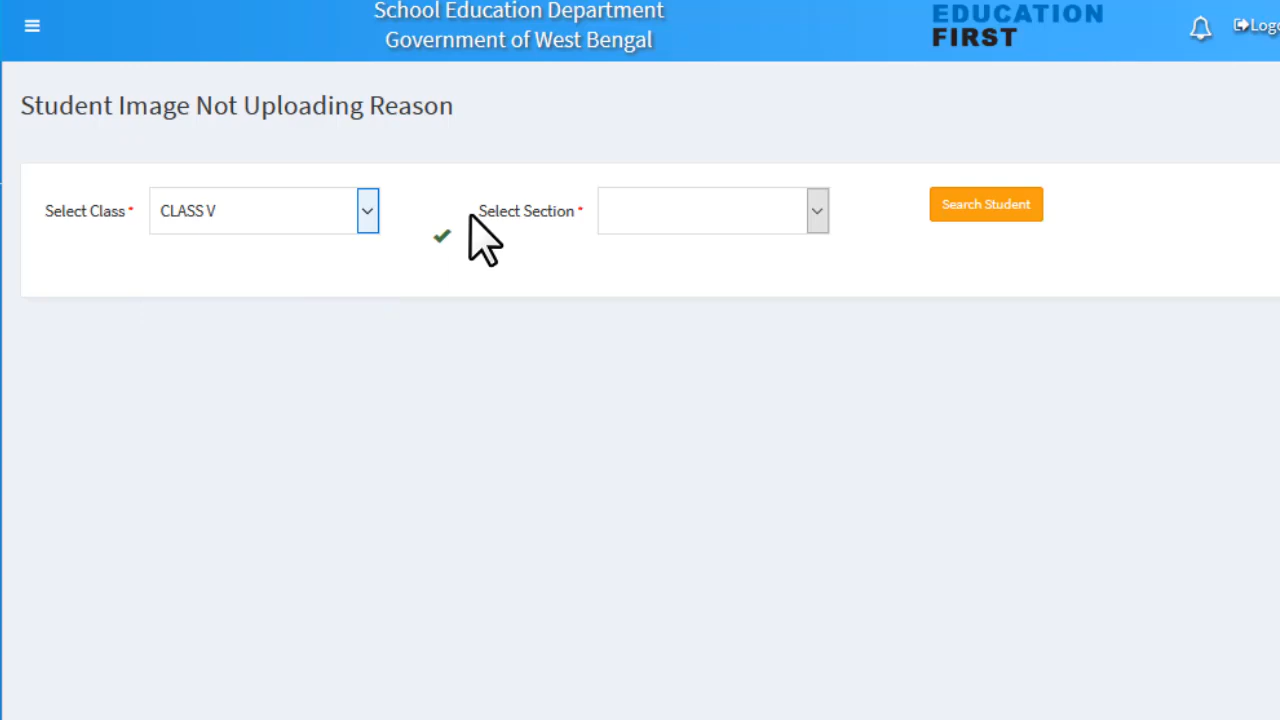 School Education Department
Government of West Bengal
EDUCATION
FIRST
Student Image Not Uploading Reason
Select Class *
CLASS V
Select Section *
Search Student